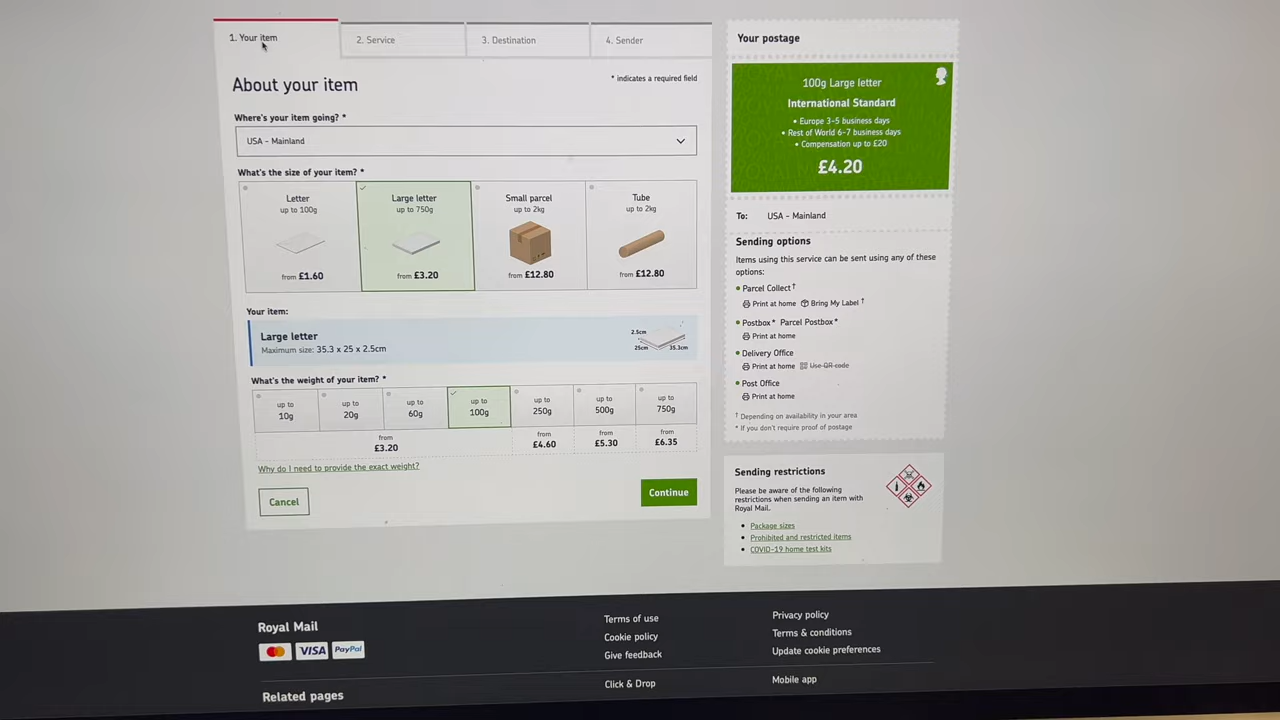 1. Your item
2. Service
3. Destination
4. Sender
About your item
* indicates a required field
Where's your item going? *
USA - Mainland
What's the size of your item? *
Letter
up to 100g
from £1.60
Large letter
up to 750g
from £3.20
Small parcel
up to 2kg
from £12.80
Tube
up to 2kg
from £12.80
Your item:
Large letter
Maximum size: 35.3 x 25 x 2.5cm
2.5cm
25cm
35.3cm
What's the weight of your item? *
up to
10g
up to
20g
up to
60g
up to
100g
up to
250g
up to
500g
up to
750g
from
£3.20
from
£4.60
from
£5.30
from
£6.35
Why do I need to provide the exact weight?
Cancel
Continue
Your postage
100g Large letter
International Standard
• Europe 3-5 business days
• Rest of World 6-7 business days
• Compensation up to £20
£4.20
To: USA - Mainland
Sending options
Items using this service can be sent using any of these
options:
• Parcel Collect†
Print at home Bring My Label †
• Postbox* Parcel Postbox*
Print at home
• Delivery Office
Print at home Use QR code
• Post Office
Print at home
† Depending on availability in your area
* If you don't require proof of postage
Sending restrictions
Please be aware of the following
restrictions when sending an item with
Royal Mail.
• Package sizes
• Prohibited and restricted items
• COVID-19 home test kits
Royal Mail
VISA
PayPal
Related pages
Terms of use
Cookie policy
Give feedback
Click & Drop
Privacy policy
Terms & conditions
Update cookie preferences
Mobile app